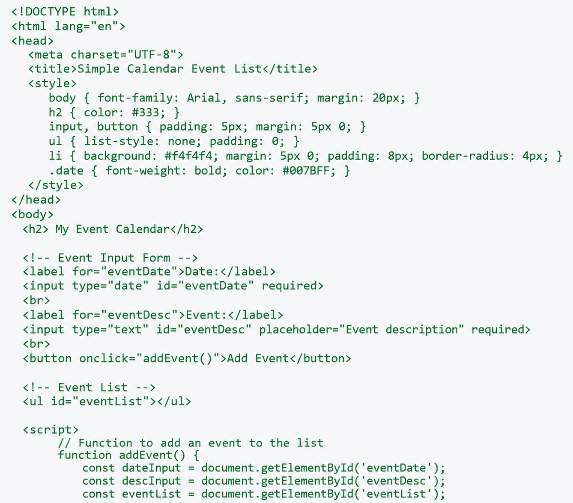 <!DOCTYPE html>
<html lang="en">
<head>
<meta charset="UTF-8">
<title>Simple Calendar Event List</title>
<style>
body { font-family: Arial, sans-serif; margin: 20px; }
h2 { color: #333; }
input, button { padding: 5px; margin: 5px 0; }
ul { list-style: none; padding: 0; }
li { background: #f4f4f4; margin: 5px 0; padding: 8px; border-radius: 4px; }
.date { font-weight: bold; color: #007BFF; }
</style>
</head>
<body>
<h2> My Event Calendar</h2>
<!-- Event Input Form -->
<label for="eventDate">Date:</label>
<input type="date" id="eventDate" required>
<br>
<label for="eventDesc">Event:</label>
<input type="text" id="eventDesc" placeholder="Event description" required>
<br>
<button onclick="addEvent()">Add Event</button>
<!-- Event List -->
<ul id="eventList"></ul>
<script>
// Function to add an event to the list
function addEvent() {
const dateInput = document.getElementById('eventDate');
const descInput = document.getElementById('eventDesc');
const eventList = document.getElementById('eventList');